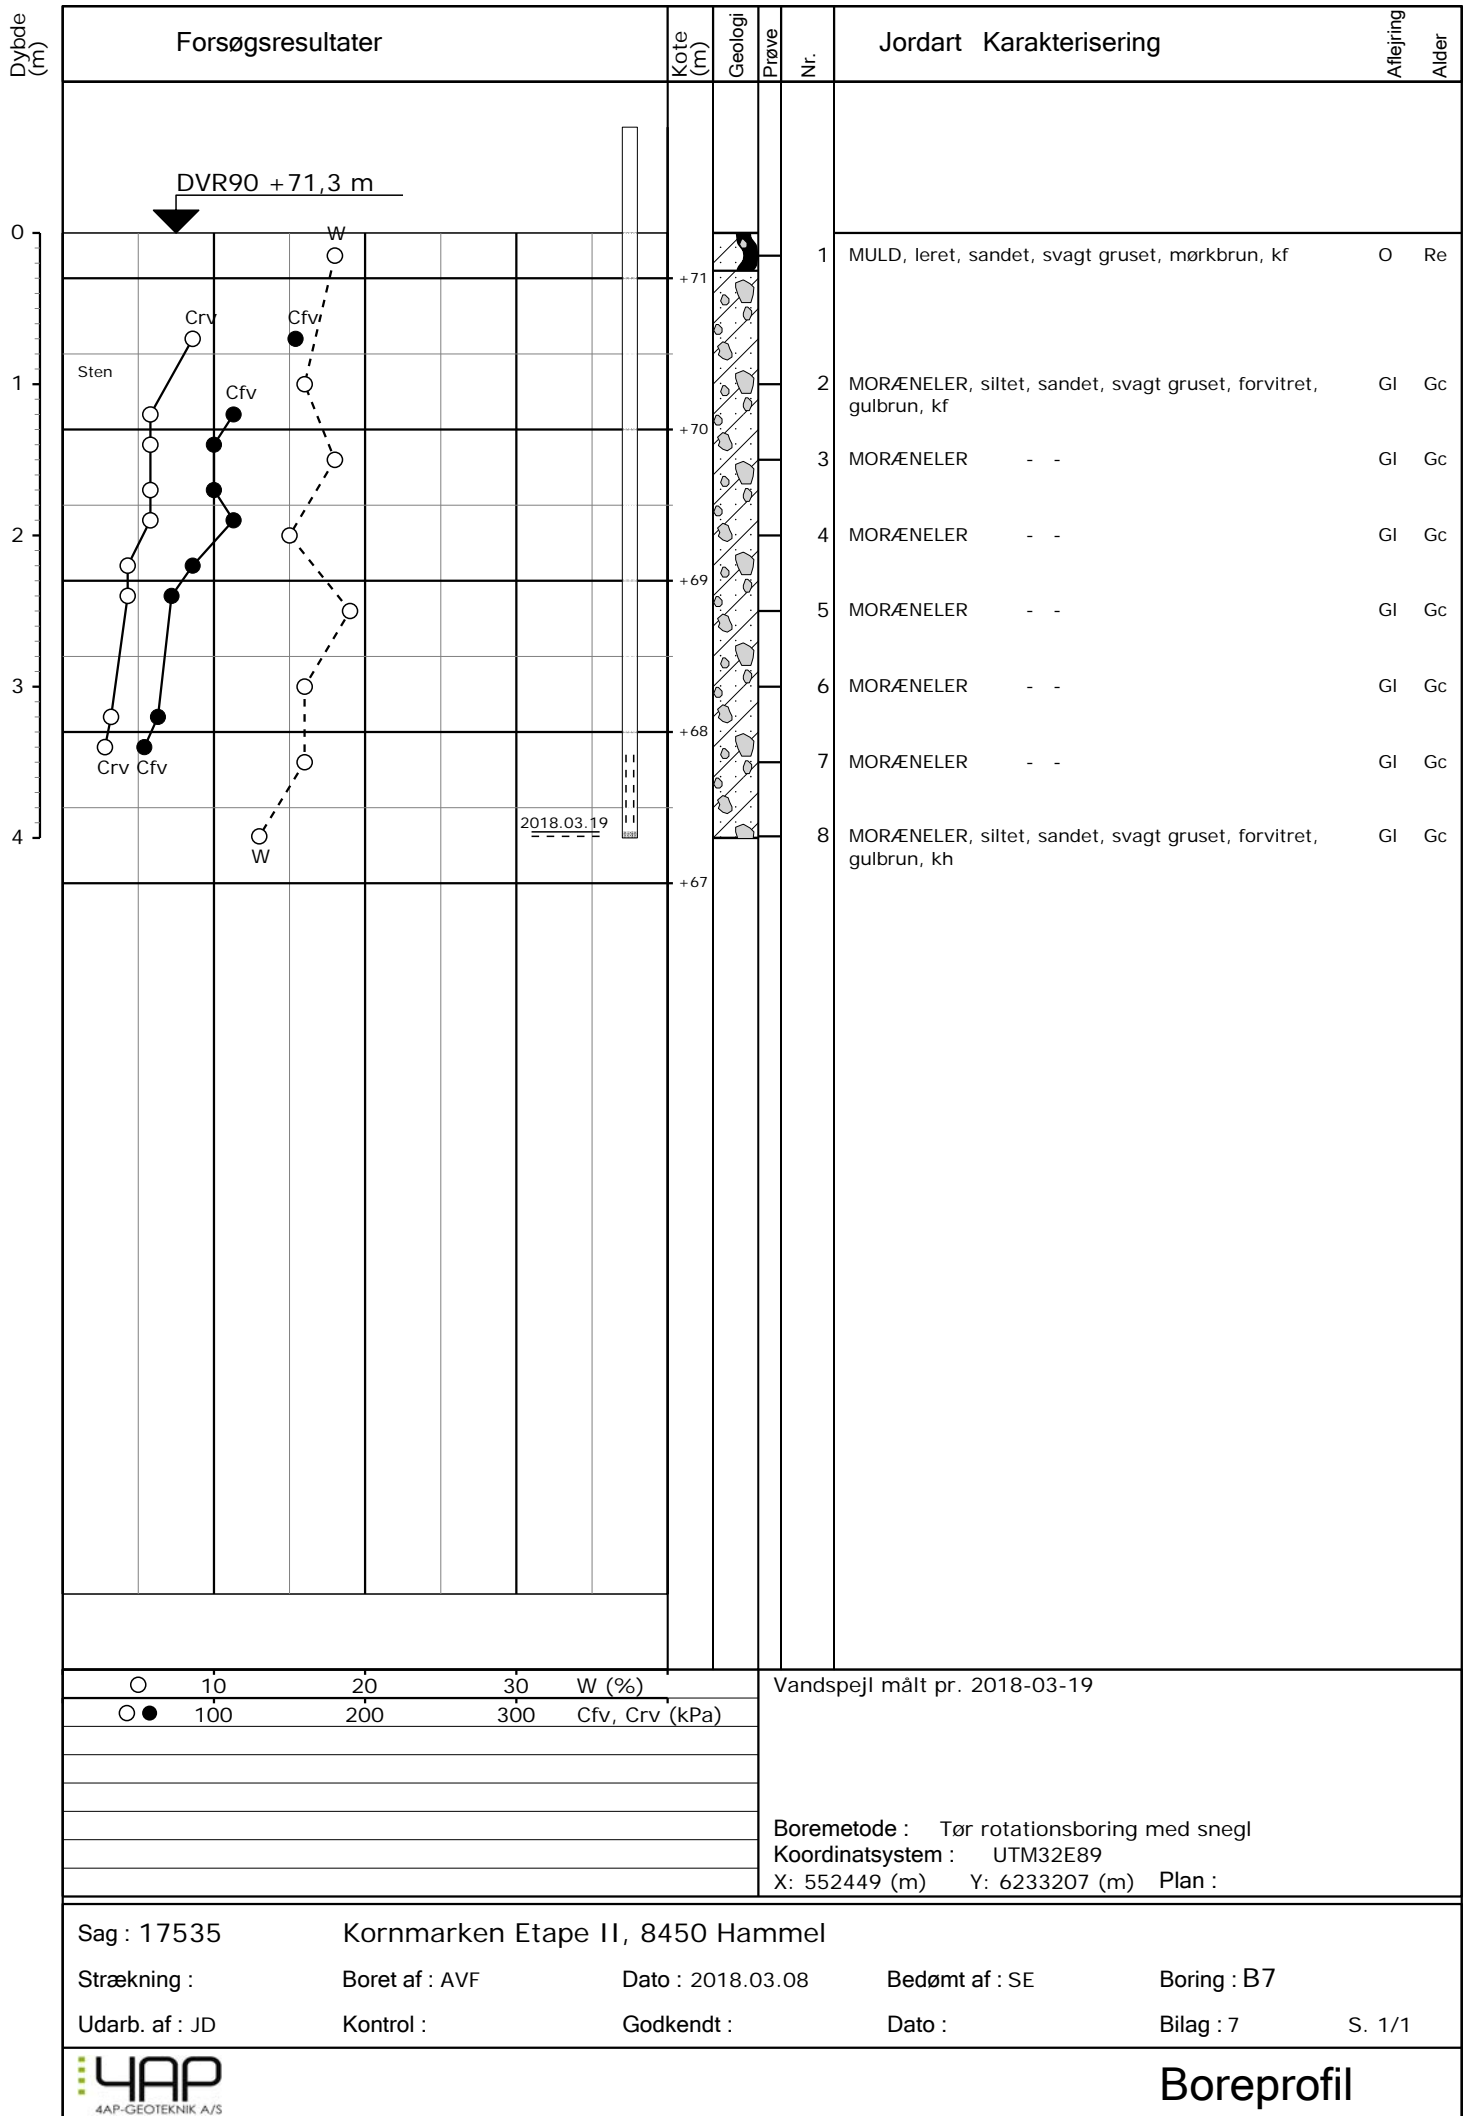 Dybde (m)
Forsøgsresultater
Kote (m)
Geologi
Prøve
Nr.
Jordart Karakterisering
Aflejring
Alder
DVR90 +71,3 m
0
W
1 MULD, leret, sandet, svagt gruset, mørkbrun, kf O Re
+71
Crv
Cfv
Sten
1
Cfv
2 MORÆNELER, siltet, sandet, svagt gruset, forvitret, Gl Gc
gulbrun, kf
+70
3 MORÆNELER - - Gl Gc
2
4 MORÆNELER - - Gl Gc
+69
5 MORÆNELER - - Gl Gc
3
6 MORÆNELER - - Gl Gc
+68
Crv Cfv
7 MORÆNELER - - Gl Gc
2018.03.19
4
W
8 MORÆNELER, siltet, sandet, svagt gruset, forvitret, Gl Gc
gulbrun, kh
+67
10 20 30 W (%)
100 200 300 Cfv, Crv (kPa)
Vandspejl målt pr. 2018-03-19
Boremetode : Tør rotationsboring med snegl
Koordinatsystem : UTM32E89
X: 552449 (m) Y: 6233207 (m) Plan :
Sag : 17535 Kornmarken Etape II, 8450 Hammel
Strækning : Boret af : AVF Dato : 2018.03.08 Bedømt af : SE Boring : B7
Udarb. af : JD Kontrol : Godkendt : Dato : Bilag : 7 S. 1/1
4AP
4AP-GEOTEKNIK A/S
Boreprofil